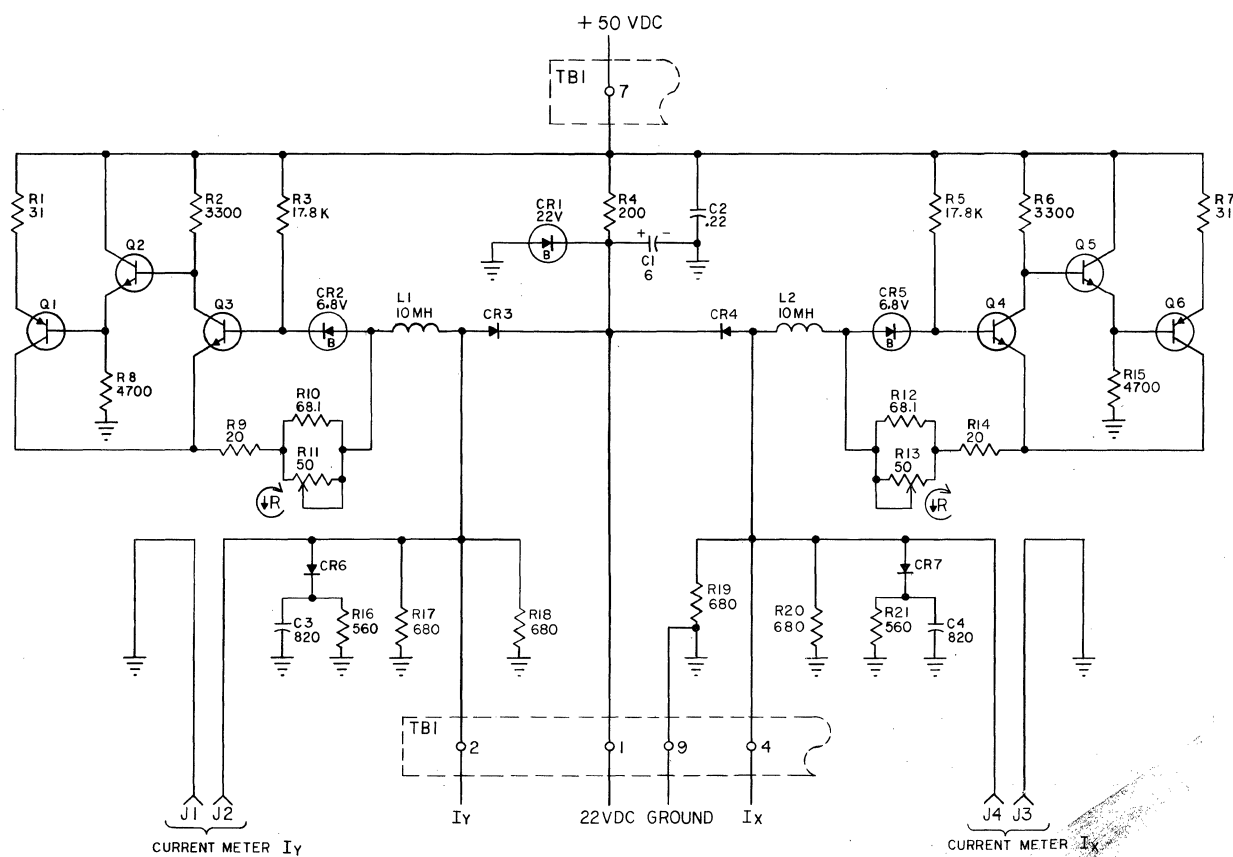 +50 VDC
TB1
7
R1
31
R2
3300
R3
17.8K
CR1
22V
B
R4
200
C2
.22
+ -
C1
6
R5
17.8K
R6
3300
R7
31
Q2
Q5
Q1
Q3
CR2
6.8V
B
L1
10MH
CR3
CR4
L2
10MH
CR5
6.8V
B
Q4
Q6
R8
4700
R15
4700
R9
20
R10
68.1
R11
50
↓R
R12
68.1
R13
50
↓R
R14
20
CR6
C3
820
R16
560
R17
680
R18
680
R19
680
R20
680
R21
560
CR7
C4
820
TB1
2
1
9
4
J1 J2
IY
22VDC GROUND
IX
J4 J3
CURRENT METER IY
CURRENT METER IX